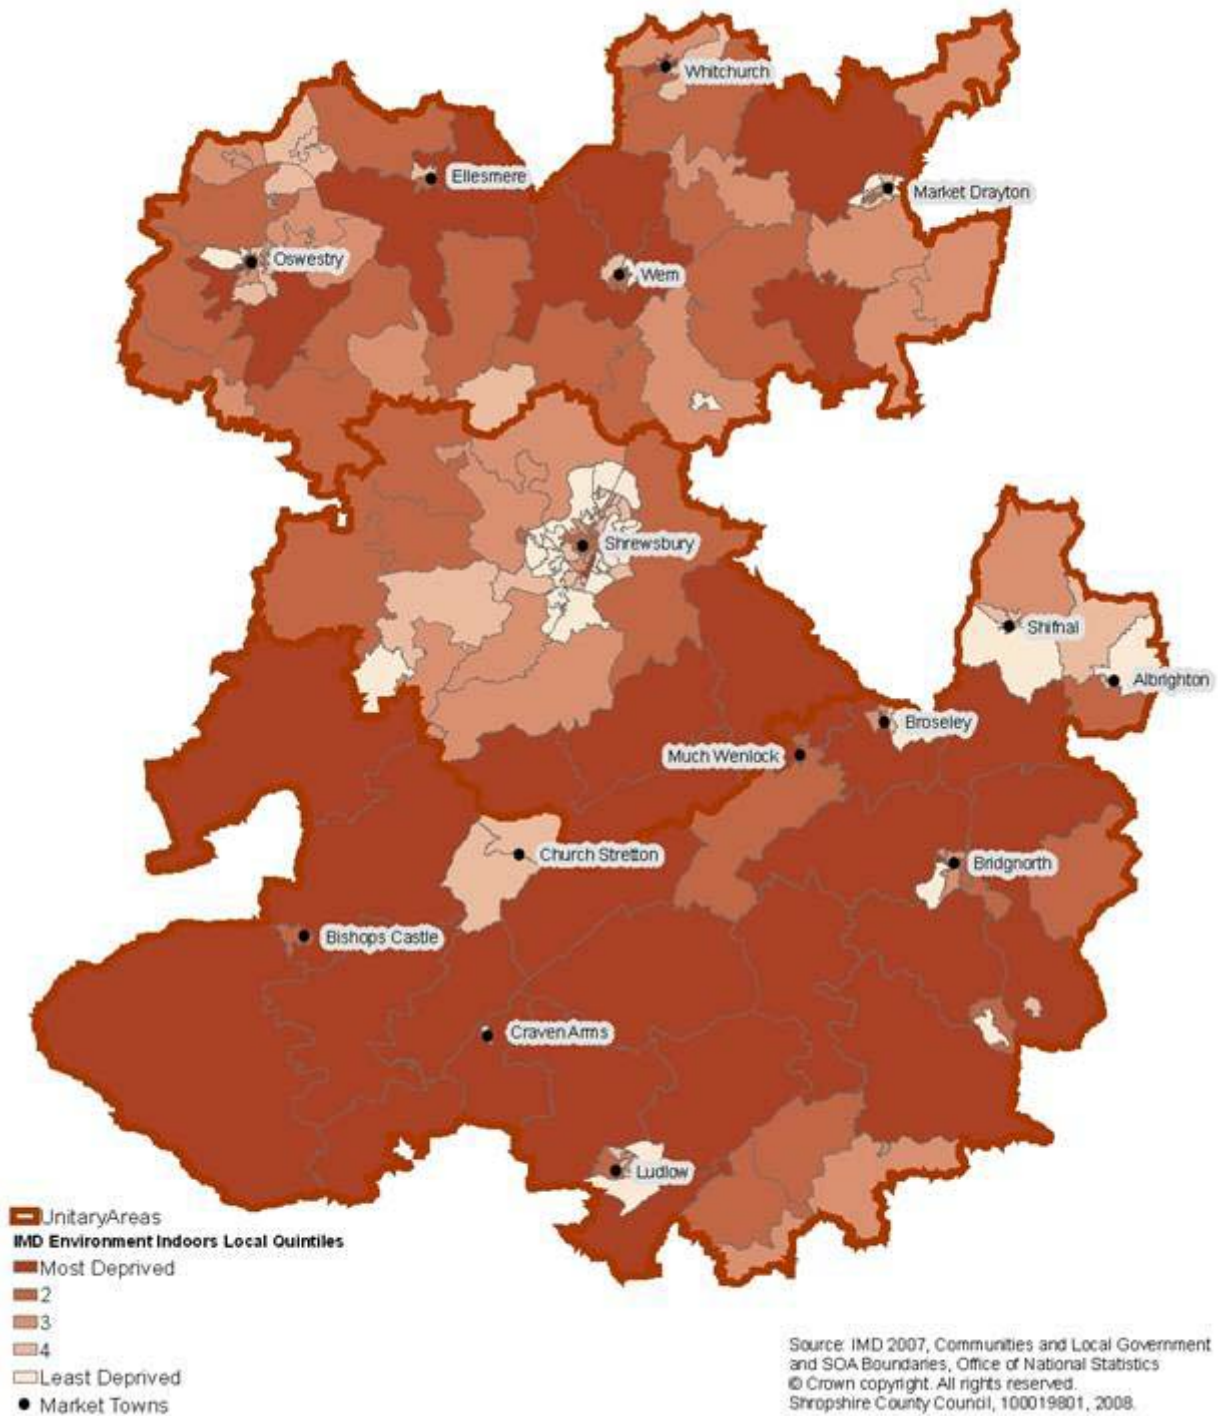 Whitchurch
Ellesmere
Market Drayton
Oswestry
Wem
Shrewsbury
Shifnal
Albrighton
Broseley
Much Wenlock
Church Stretton
Bridgnorth
Bishops Castle
Craven Arms
Ludlow
UnitaryAreas
IMD Environment Indoors Local Quintiles
Most Deprived
2
3
4
Least Deprived
Market Towns
Source: IMD 2007, Communities and Local Government
and SOA Boundaries, Office of National Statistics
© Crown copyright. All rights reserved.
Shropshire County Council, 100019801, 2008.